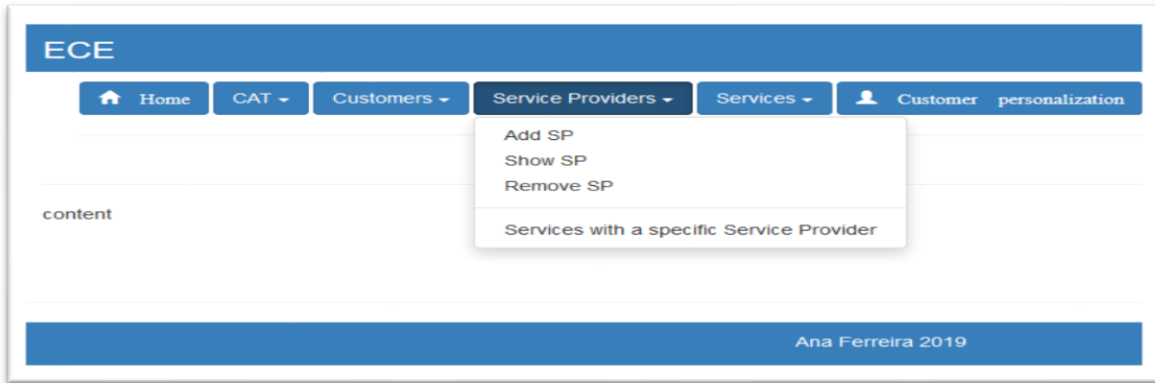 ECE
Home CAT Customers Service Providers Services Customer personalization
Add SP
Show SP
Remove SP
content
Services with a specific Service Provider
Ana Ferreira 2019